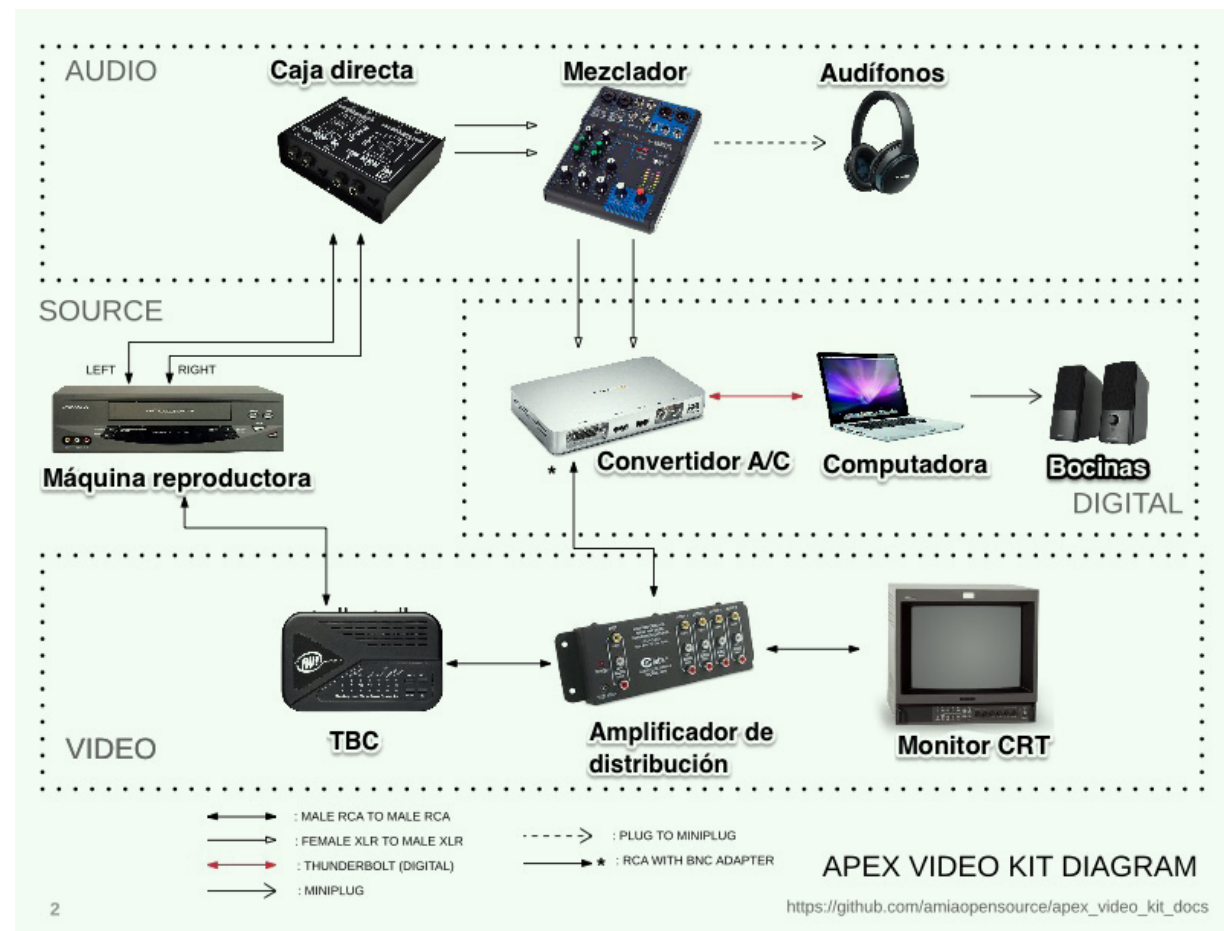 AUDIO
Caja directa
Mezclador
Audífonos
SOURCE
LEFT
RIGHT
Máquina reproductora
*
Convertidor A/C
Computadora
Bocinas
DIGITAL
TBC
Amplificador de
distribución
Monitor CRT
VIDEO
: MALE RCA TO MALE RCA
: FEMALE XLR TO MALE XLR
: THUNDERBOLT (DIGITAL)
: MINIPLUG
: PLUG TO MINIPLUG
* : RCA WITH BNC ADAPTER
APEX VIDEO KIT DIAGRAM
2
https://github.com/amiaopensource/apex_video_kit_docs